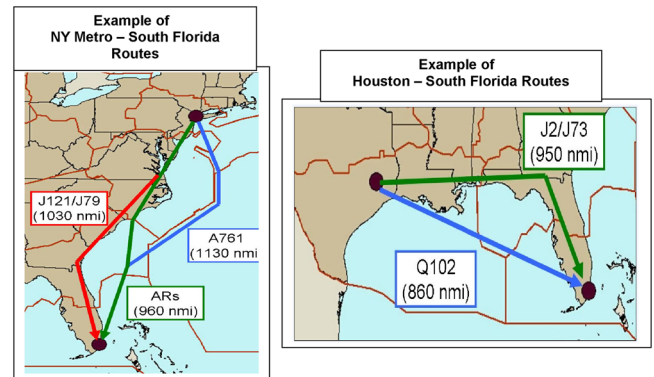 Example of
NY Metro – South Florida
Routes
J121/J79
(1030 nmi)
A761
(1130 nmi
ARs
(960 nmi)
Example of
Houston – South Florida Routes
J2/J73
(950 nmi)
Q102
(860 nmi)